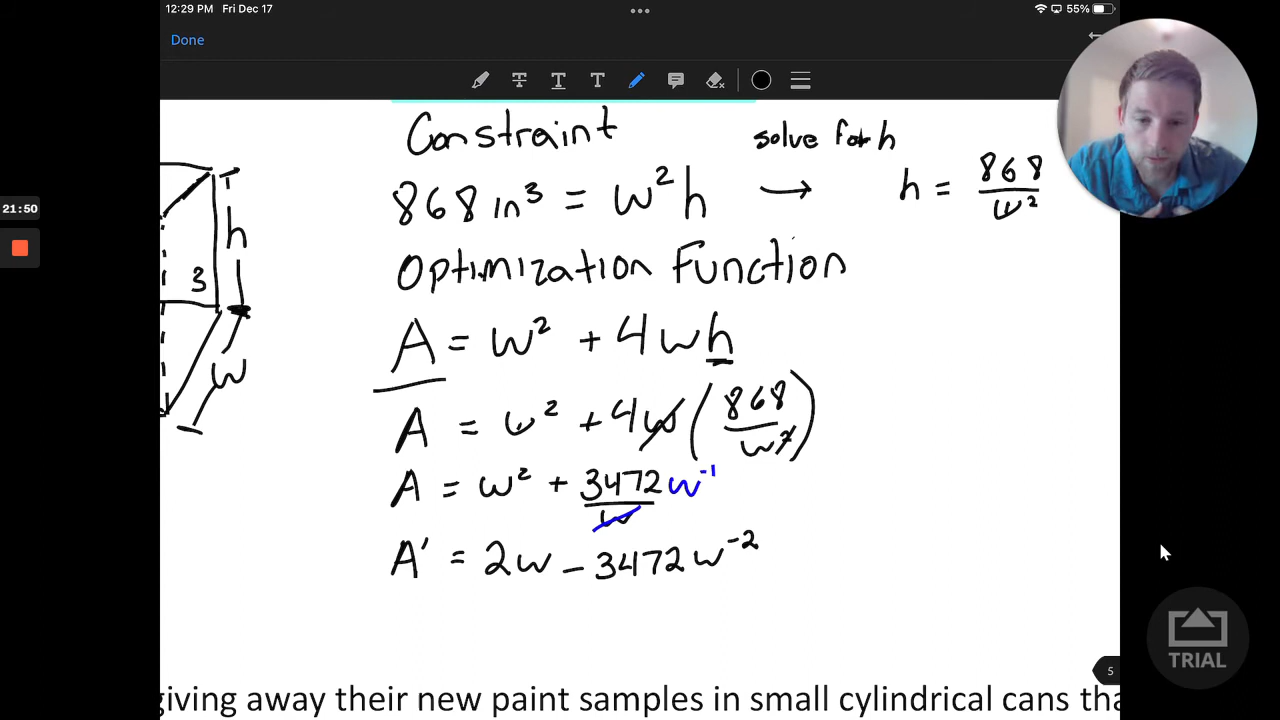 12:29 PM Fri Dec 17
55%
Done
21:50
Constraint
solve for h
868 in³ = w²h → h = 868/w²
Optimization Function
A = w² + 4wh
A = w² + 4w(868/w²)
A = w² + 3472/w w⁻¹
A' = 2w - 3472w⁻²
h
3
w
TRIAL
5
giving away their new paint samples in small cylindrical cans tha